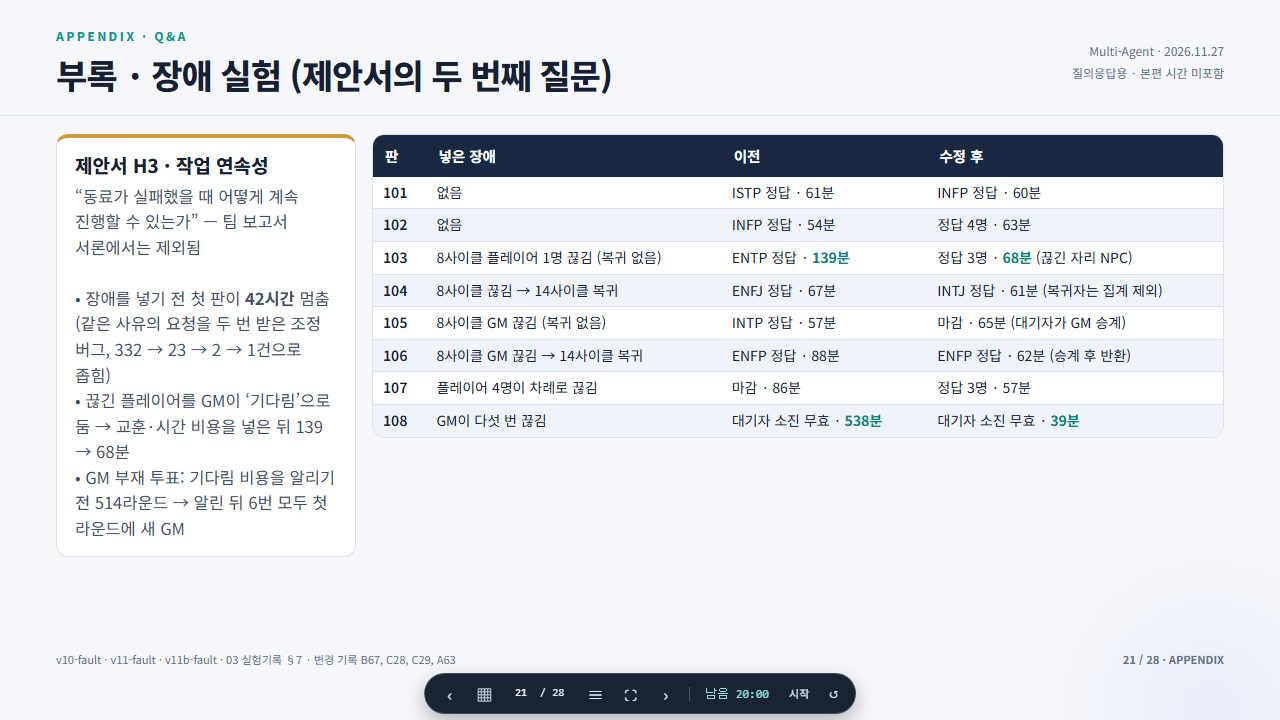 APPENDIX · Q&A
부록 · 장애 실험 (제안서의 두 번째 질문)
Multi-Agent · 2026.11.27
질의응답용 · 본편 시간 미포함
제안서 H3 · 작업 연속성
“동료가 실패했을 때 어떻게 계속
진행할 수 있는가” — 팀 보고서
서론에서는 제외됨
• 장애를 넣기 전 첫 판이 42시간 멈춤
(같은 사유의 요청을 두 번 받은 조정
버그, 332 → 23 → 2 → 1건으로
좁힘)
• 끊긴 플레이어를 GM이 ‘기다림’으로
둠 → 교훈·시간 비용을 넣은 뒤 139
→ 68분
• GM 부재 투표: 기다림 비용을 알리기
전 514라운드 → 알린 뒤 6번 모두 첫
라운드에 새 GM
판 넣은 장애 이전 수정 후
101 없음 ISTP 정답 · 61분 INFP 정답 · 60분
102 없음 INFP 정답 · 54분 정답 4명 · 63분
103 8사이클 플레이어 1명 끊김 (복귀 없음) ENTP 정답 · 139분 정답 3명 · 68분 (끊긴 자리 NPC)
104 8사이클 끊김 → 14사이클 복귀 ENFJ 정답 · 67분 INTJ 정답 · 61분 (복귀자는 집계 제외)
105 8사이클 GM 끊김 (복귀 없음) INTP 정답 · 57분 마감 · 65분 (대기자가 GM 승계)
106 8사이클 GM 끊김 → 14사이클 복귀 ENFP 정답 · 88분 ENFP 정답 · 62분 (승계 후 반환)
107 플레이어 4명이 차례로 끊김 마감 · 86분 정답 3명 · 57분
108 GM이 다섯 번 끊김 대기자 소진 무효 · 538분 대기자 소진 무효 · 39분
v10-fault · v11-fault · v11b-fault · 03 실험기록 §7 · 변경 기록 B67, C28, C29, A63
21 / 28 · APPENDIX
‹ 21 / 28 › 남음 20:00 시작 ↺